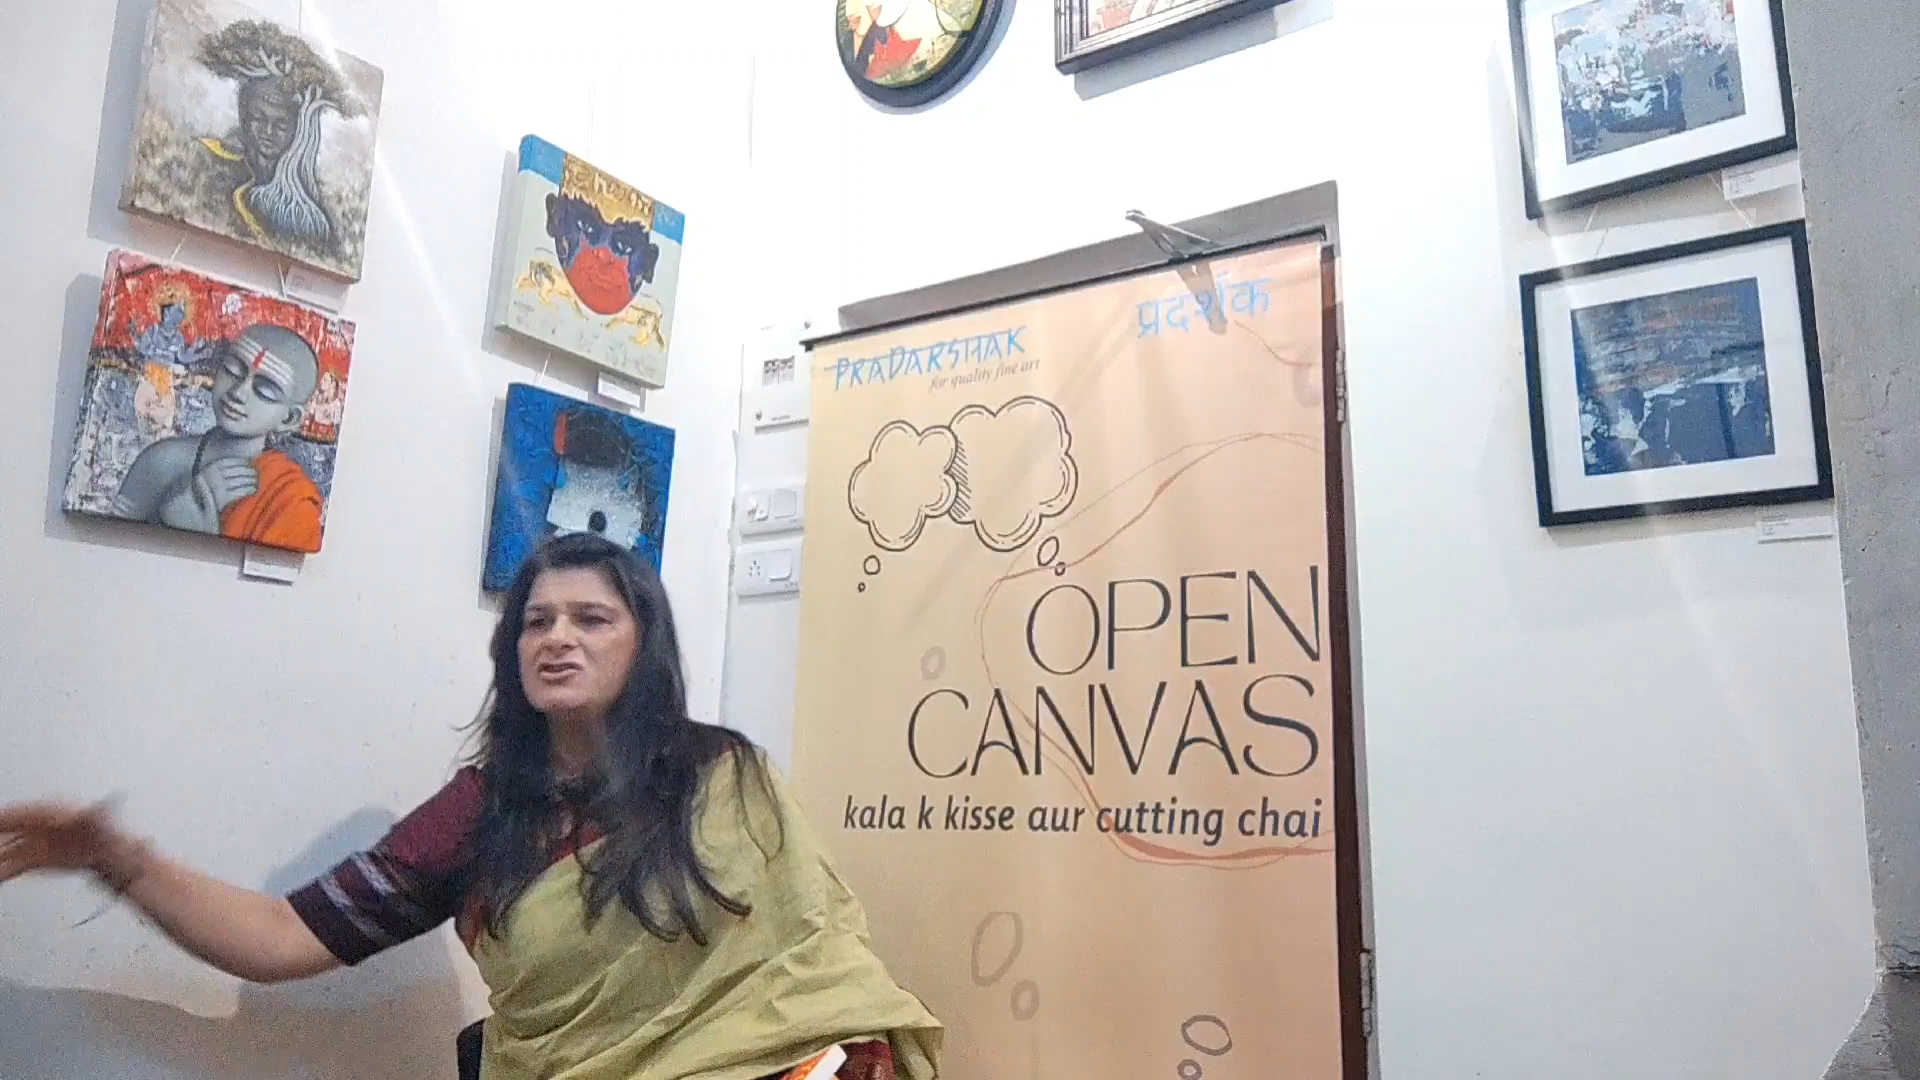 PRADARSHAK
for quality fine art
प्रदर्शक
OPEN
CANVAS
kala k kisse aur cutting chai